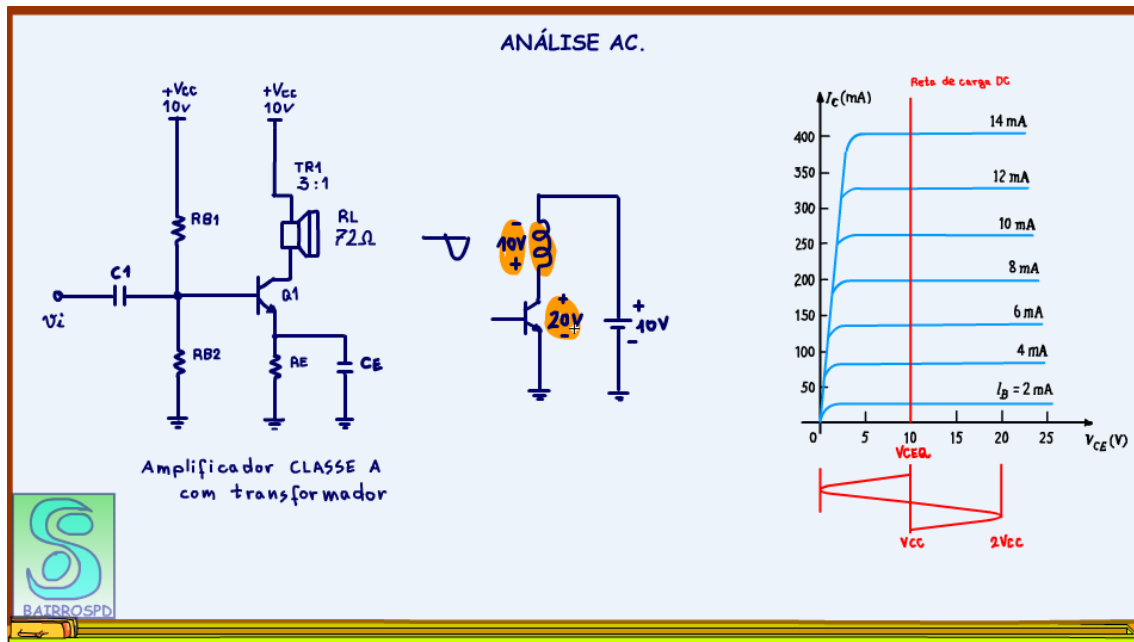 ANÁLISE AC.
+Vcc
10V
+Vcc
10V
TR1
3:1
RB1
RL
72Ω
C1
Q1
vi
RB2
RE
CE
Amplificador CLASSE A
com transformador
-
10V
+
+
20V
-
+
10V
-
Reta de carga DC
IC (mA)
400
350
300
250
200
150
100
50
14 mA
12 mA
10 mA
8 mA
6 mA
4 mA
IB = 2 mA
0 5 10 15 20 25 VCE (V)
VCEQ
VCC 2VCC
BAIRROSPD